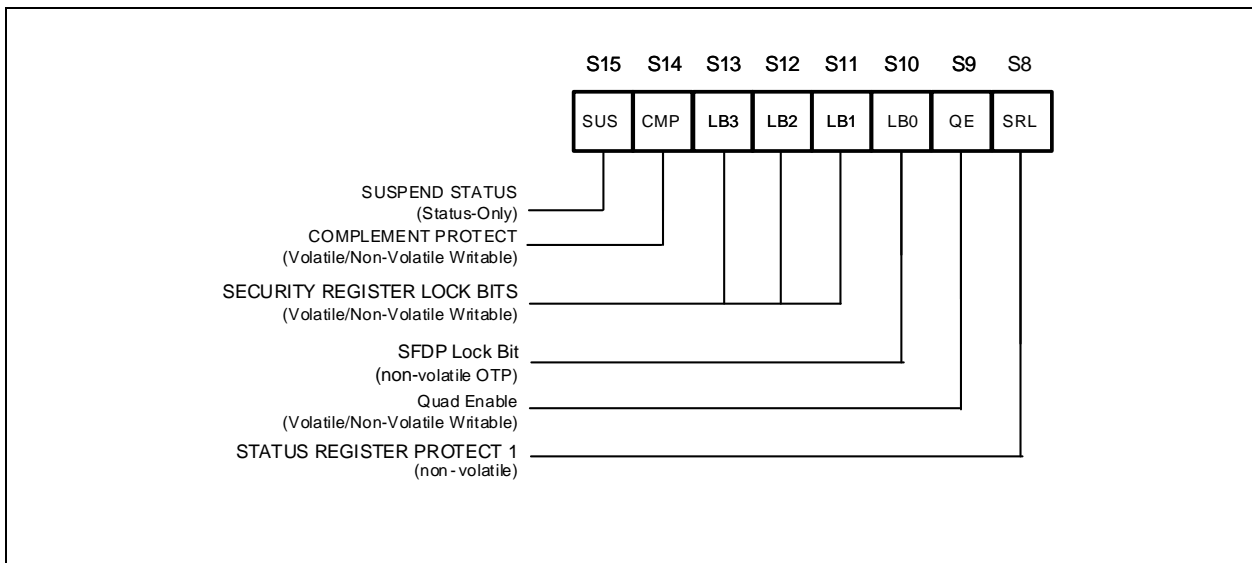 S15 S14 S13 S12 S11 S10 S9 S8
SUS CMP LB3 LB2 LB1 LB0 QE SRL
SUSPEND STATUS
(Status-Only)
COMPLEMENT PROTECT
(Volatile/Non-Volatile Writable)
SECURITY REGISTER LOCK BITS
(Volatile/Non-Volatile Writable)
SFDP Lock Bit
(non-volatile OTP)
Quad Enable
(Volatile/Non-Volatile Writable)
STATUS REGISTER PROTECT 1
(non-volatile)